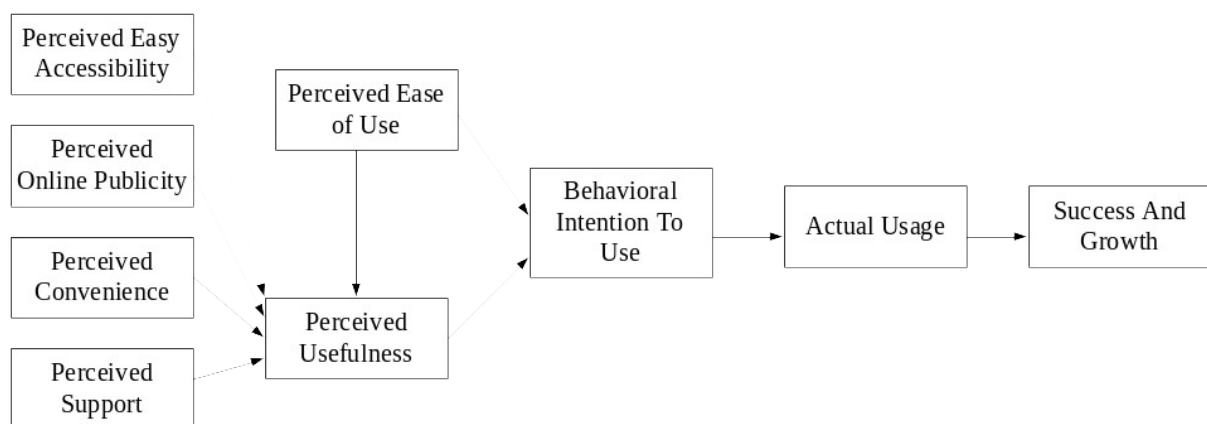 Perceived Easy
Accessibility
Perceived
Online Publicity
Perceived
Convenience
Perceived
Support
Perceived Ease
of Use
Perceived
Usefulness
Behavioral
Intention To
Use
Actual Usage
Success And
Growth